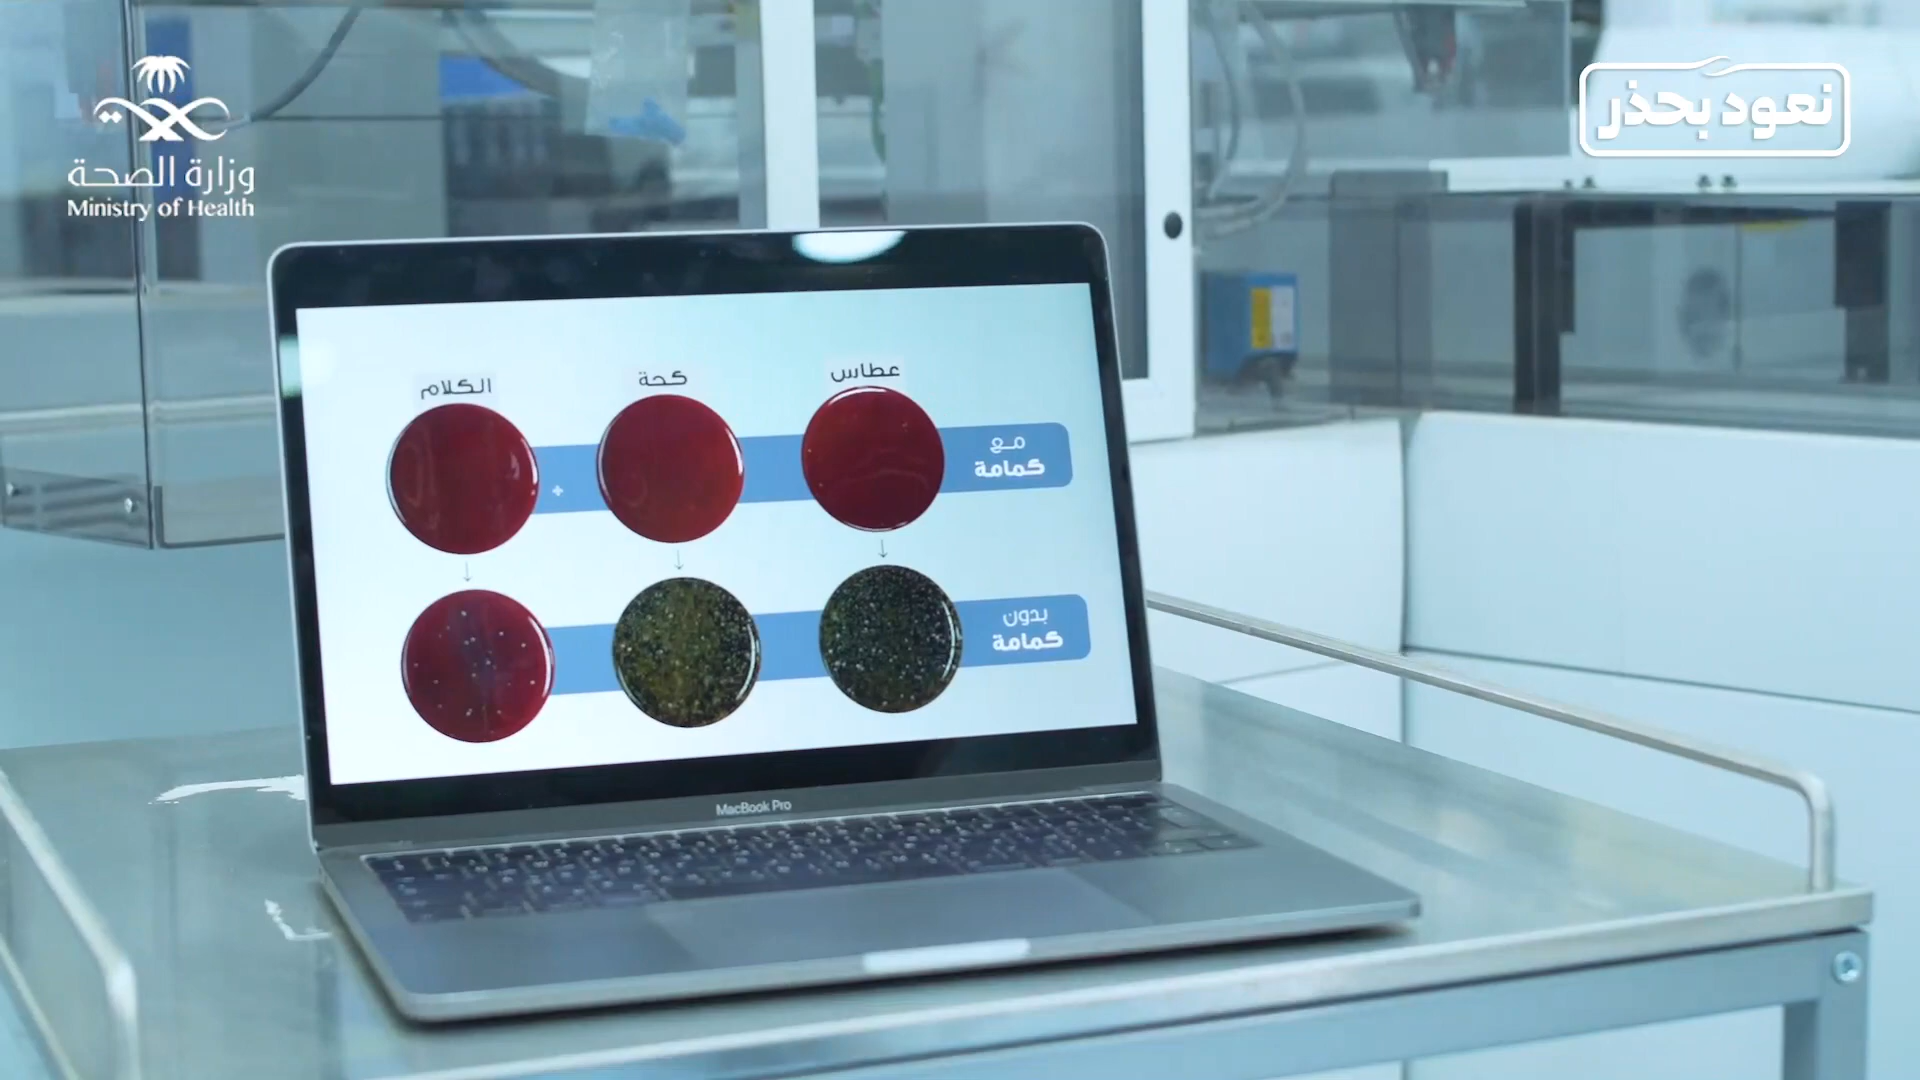 وزارة الصحة
Ministry of Health
نعود بحذر
عطاس
كحة
الكلام
مع
كمامة
بدون
كمامة
MacBook Pro